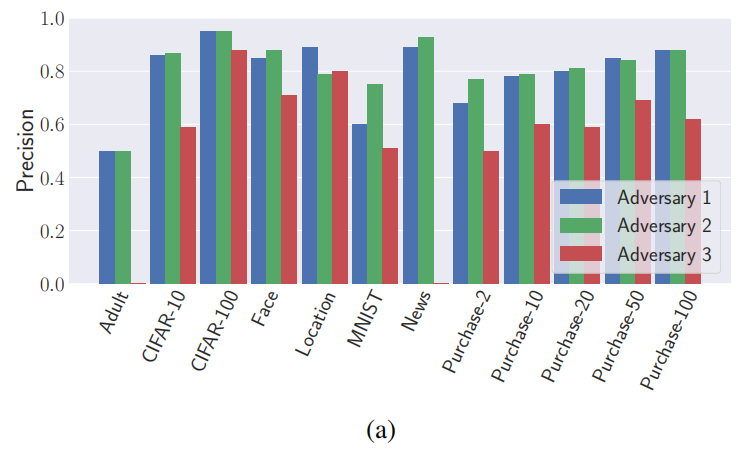 1.0
0.8
0.6
0.4
0.2
0.0
Precision
Adversary 1
Adversary 2
Adversary 3
Adult
CIFAR-10
CIFAR-100
Face
Location
MNIST
News
Purchase-2
Purchase-10
Purchase-20
Purchase-50
Purchase-100
(a)